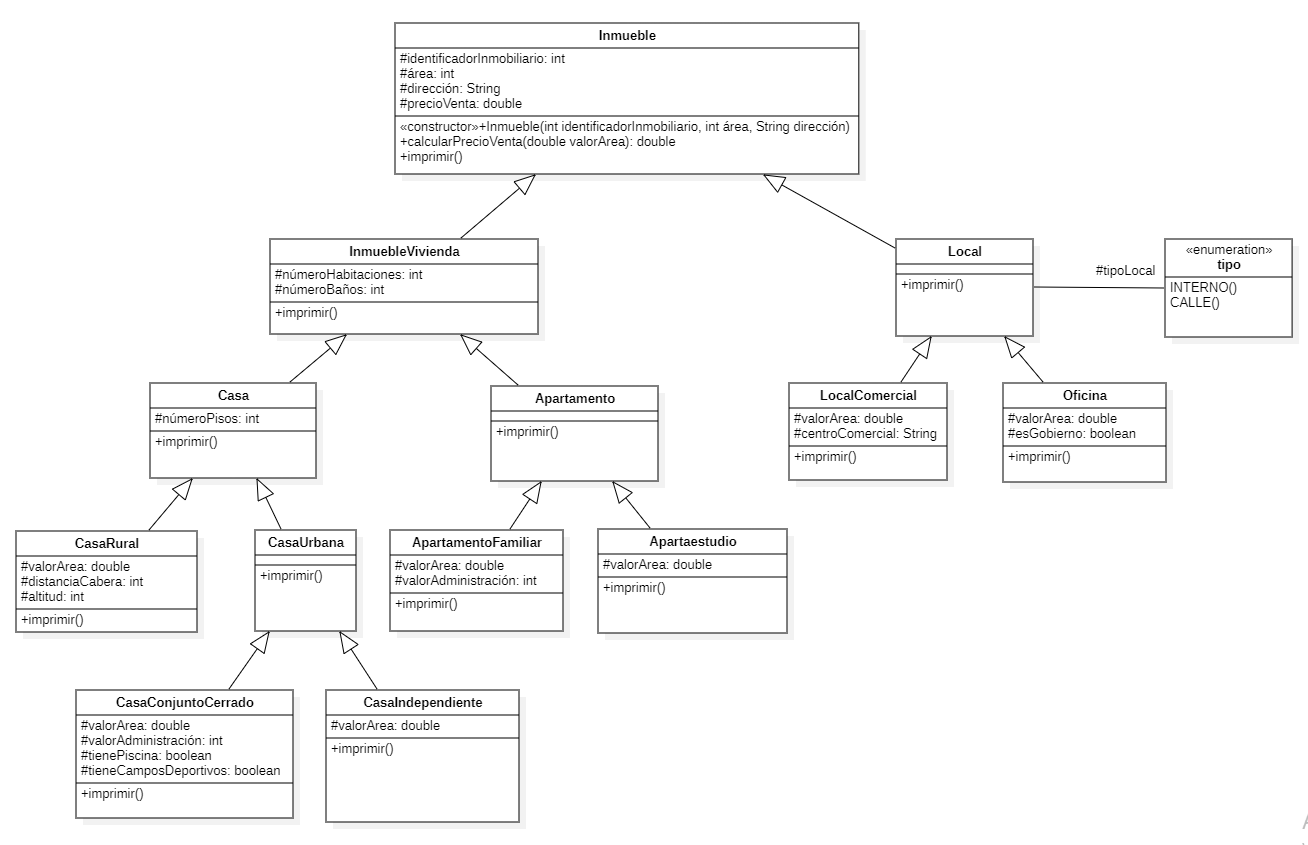 Inmueble
#identificadorInmobiliario: int
#área: int
#dirección: String
#precioVenta: double
«constructor»+Inmueble(int identificadorInmobiliario, int área, String dirección)
+calcularPrecioVenta(double valorArea): double
+imprimir()
InmuebleVivienda
#númeroHabitaciones: int
#númeroBaños: int
+imprimir()
Local
+imprimir()
#tipoLocal
«enumeration»
tipo
INTERNO()
CALLE()
Casa
#númeroPisos: int
+imprimir()
Apartamento
+imprimir()
LocalComercial
#valorArea: double
#centroComercial: String
+imprimir()
Oficina
#valorArea: double
#esGobierno: boolean
+imprimir()
CasaRural
#valorArea: double
#distanciaCabera: int
#altitud: int
+imprimir()
CasaUrbana
+imprimir()
ApartamentoFamiliar
#valorArea: double
#valorAdministración: int
+imprimir()
Apartaestudio
#valorArea: double
+imprimir()
CasaConjuntoCerrado
#valorArea: double
#valorAdministración: int
#tienePiscina: boolean
#tieneCamposDeportivos: boolean
+imprimir()
CasaIndependiente
#valorArea: double
+imprimir()